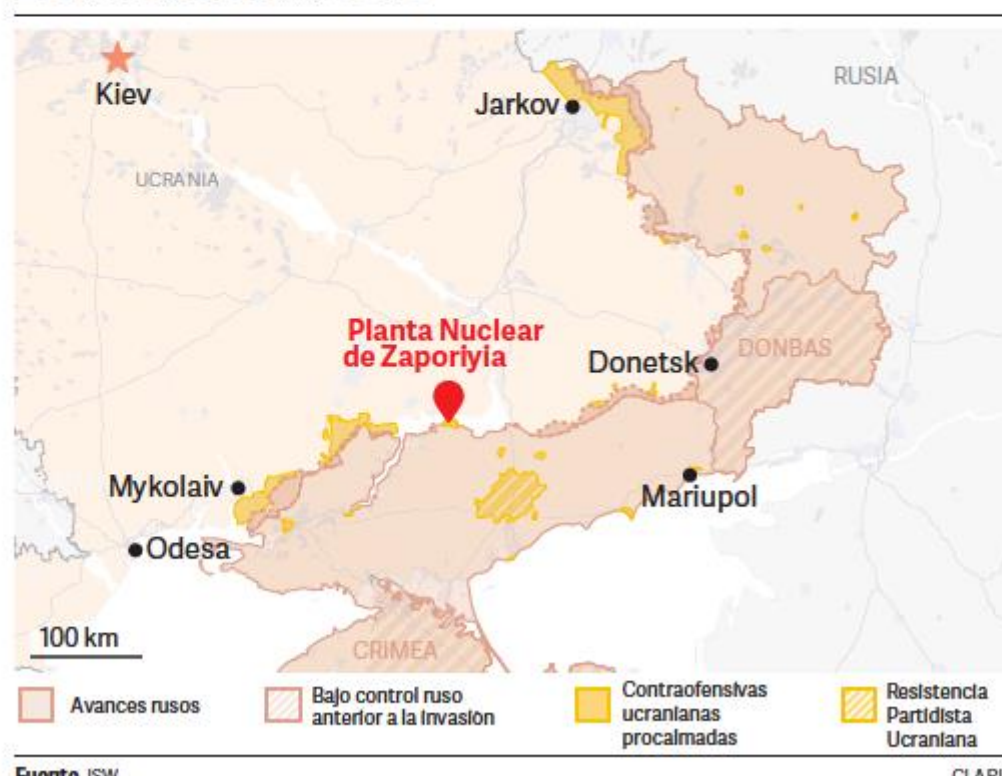 Kiev
RUSIA
Jarkov
UCRANIA
Planta Nuclear
de Zaporiyia
Donetsk
DONBAS
Mykolaiv
Mariupol
Odesa
100 km
CRIMEA
Avances rusos
Bajo control ruso
anterior a la invasión
Contraofensivas
ucranianas
procalmadas
Resistencia
Partidista
Ucraniana
Fuente ISW